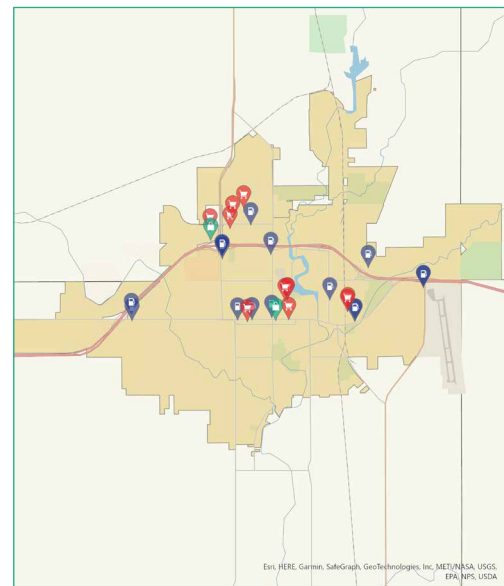 Esri, HERE, Garmin, SafeGraph, GeoTechnologies, Inc, METI/NASA, USGS,
EPA, NPS, USDA